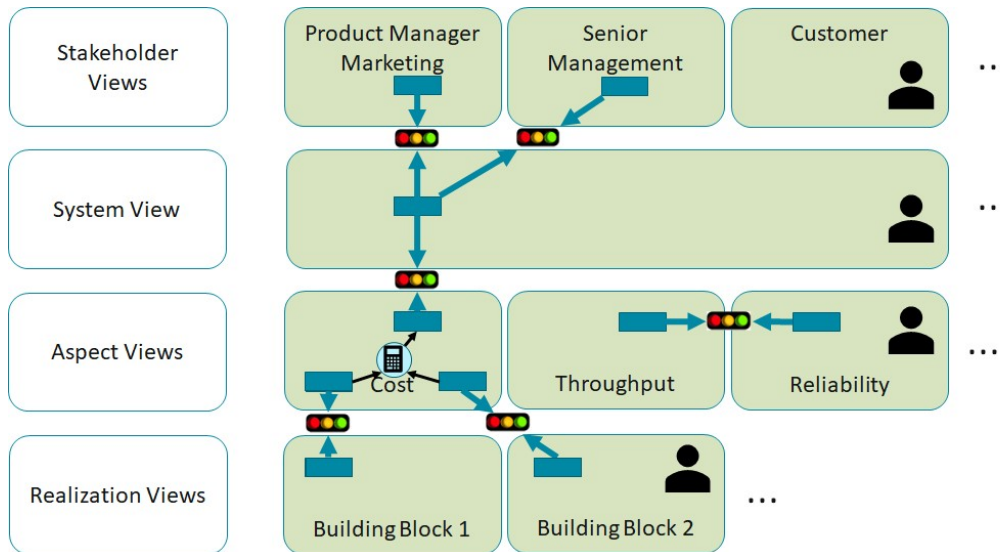 Stakeholder
Views
Product Manager
Marketing
Senior
Management
Customer
..
System View
..
Aspect Views
Cost
Throughput
Reliability
...
Realization Views
Building Block 1
Building Block 2
...